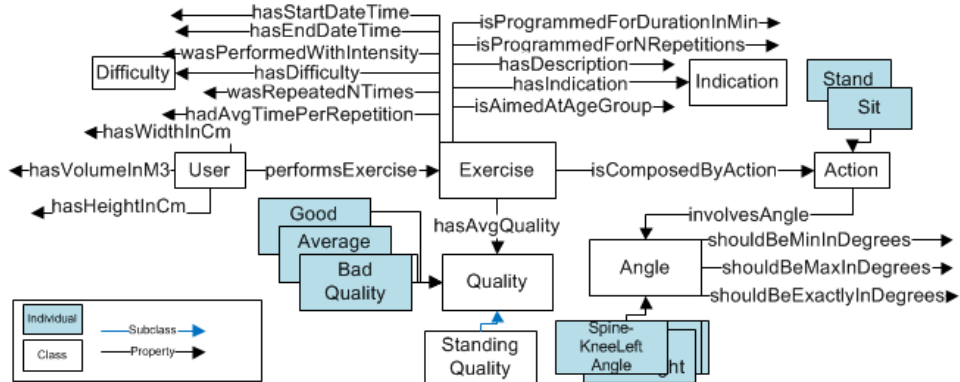 hasStartDateTime
hasEndDateTime
wasPerformedWithIntensity
hasDifficulty
Difficulty
wasRepeatedNTimes
hadAvgTimePerRepetition
isProgrammedForDurationInMin
isProgrammedForNRepetitions
hasDescription
hasIndication
Indication
isAimedAtAgeGroup
Stand
Sit
hasWidthInCm
hasVolumeInM3
User
performsExercise
Exercise
isComposedByAction
Action
hasHeightInCm
Good
Average
Bad
Quality
hasAvgQuality
Quality
involvesAngle
Angle
shouldBeMinInDegrees
shouldBeMaxInDegrees
shouldBeExactlyInDegrees
Individual
Subclass
Class
Property
Standing
Quality
Spine-
KneeLeft
Angle
ght